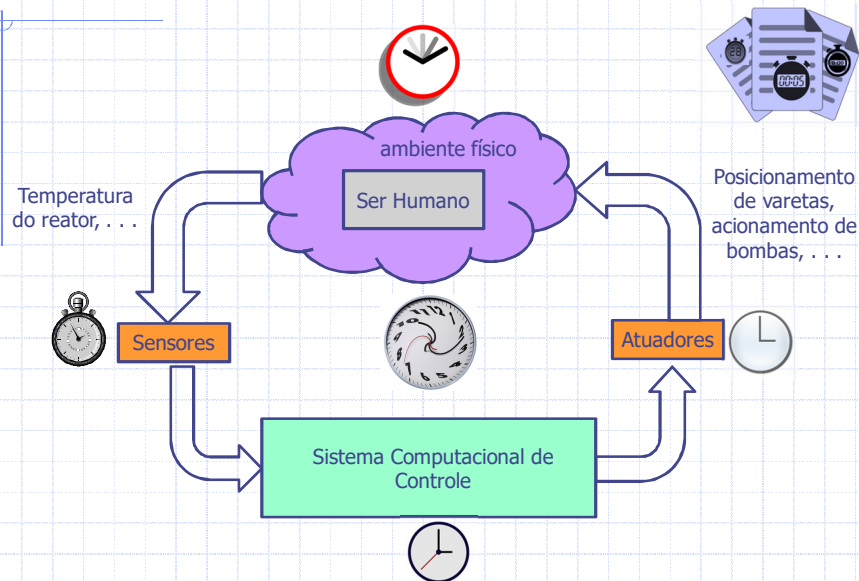 ambiente físico
Ser Humano
Temperatura
do reator, . . .
Posicionamento
de varetas,
acionamento de
bombas, . . .
Sensores
Atuadores
Sistema Computacional de
Controle
28
00:05